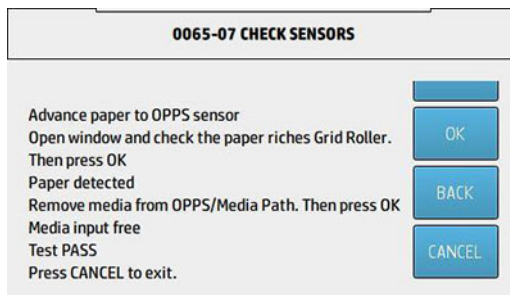 0065-07 CHECK SENSORS
Advance paper to OPPS sensor
Open window and check the paper riches Grid Roller.
Then press OK
Paper detected
Remove media from OPPS/Media Path. Then press OK
Media input free
Test PASS
Press CANCEL to exit.
OK
BACK
CANCEL